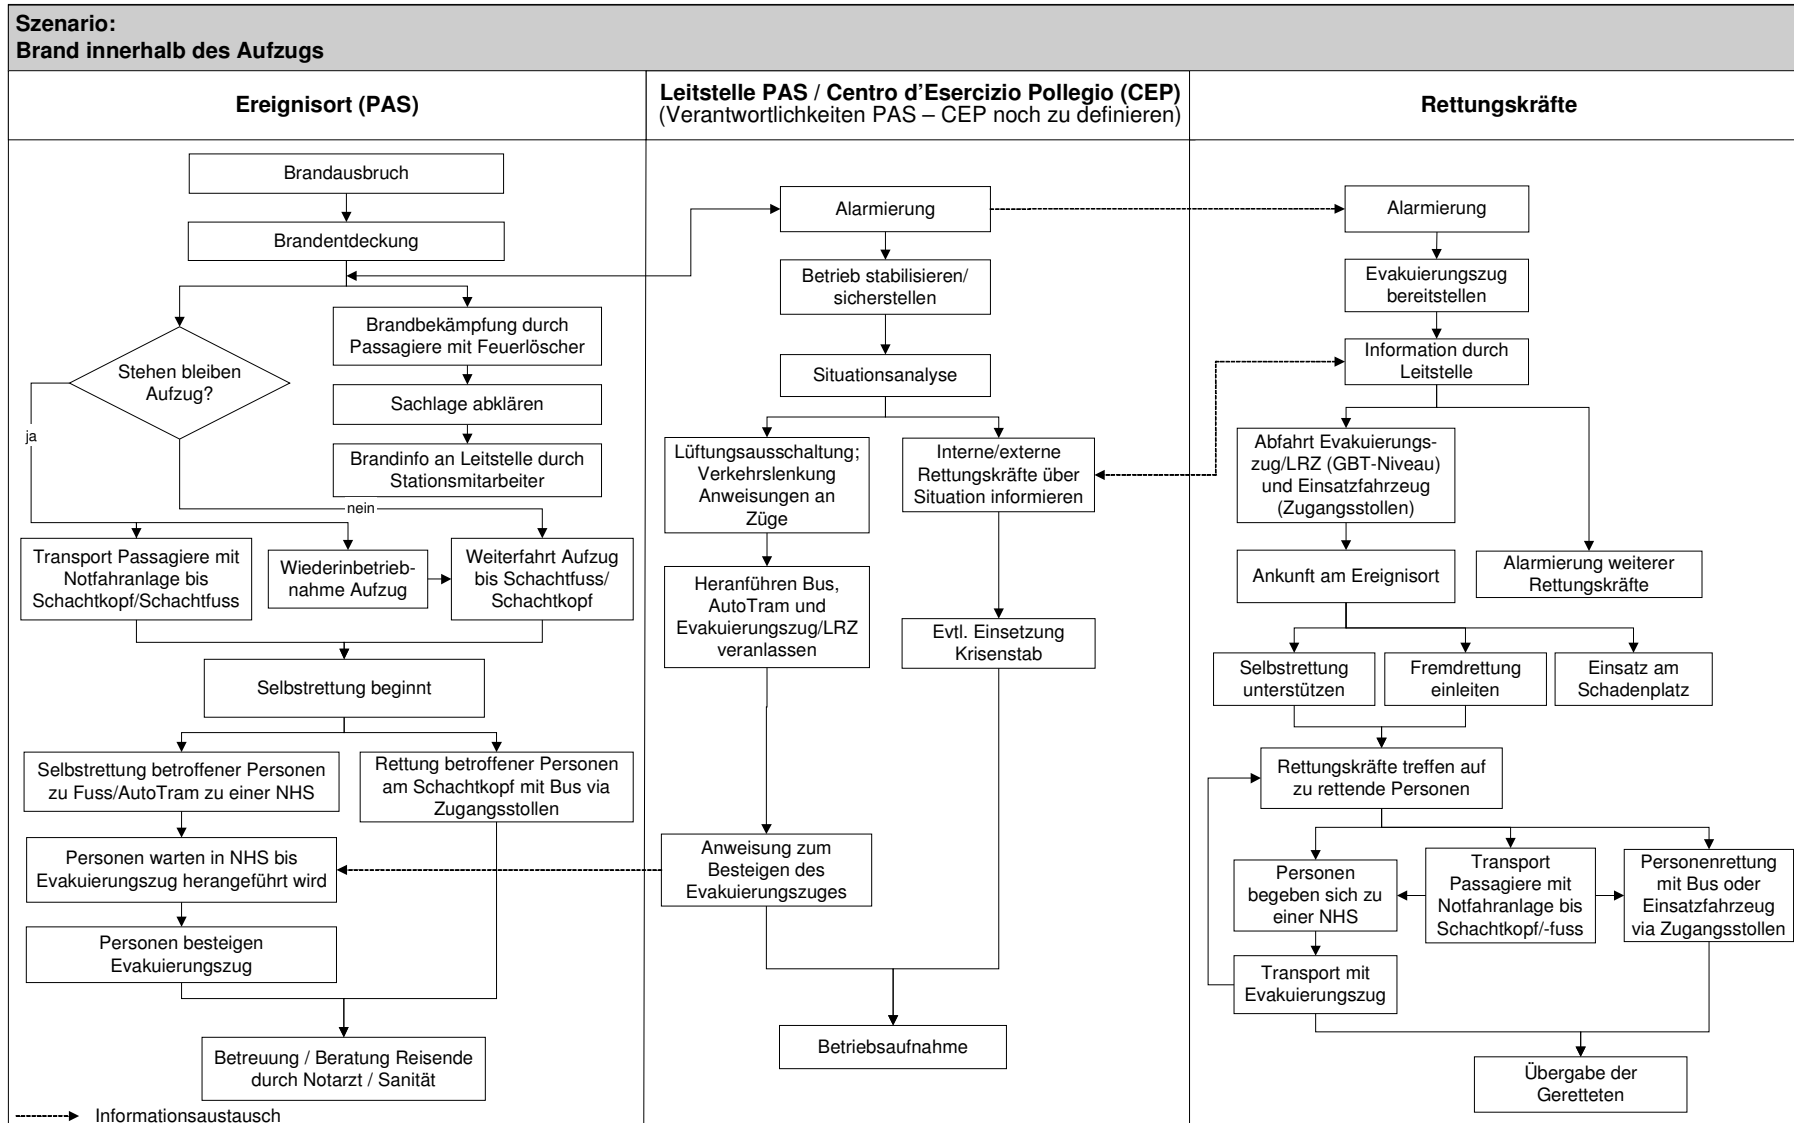 Szenario:
Brand innerhalb des Aufzugs
Ereignisort (PAS)
Brandausbruch
Brandentdeckung
Stehen bleiben
Aufzug?
ja
nein
Brandbekämpfung durch
Passagiere mit Feuerlöscher
Sachlage abklären
Brandinfo an Leitstelle durch
Stationsmitarbeiter
Transport Passagiere mit
Notfahranlage bis
Schachtkopf/Schachtfuss
Wiederinbetrieb-
nahme Aufzug
Weiterfahrt Aufzug
bis Schachtfuss/
Schachtkopf
Selbstrettung beginnt
Selbstrettung betroffener Personen
zu Fuss/AutoTram zu einer NHS
Rettung betroffener Personen
am Schachtkopf mit Bus via
Zugangsstollen
Personen warten in NHS bis
Evakuierungszug herangeführt wird
Personen besteigen
Evakuierungszug
Betreuung / Beratung Reisende
durch Notarzt / Sanität
Informationsaustausch
Leitstelle PAS / Centro d'Esercizio Pollegio (CEP)
(Verantwortlichkeiten PAS – CEP noch zu definieren)
Alarmierung
Betrieb stabilisieren/
sicherstellen
Situationsanalyse
Lüftungsausschaltung;
Verkehrslenkung
Anweisungen an
Züge
Interne/externe
Rettungskräfte über
Situation informieren
Heranführen Bus,
AutoTram und
Evakuierungszug/LRZ
veranlassen
Evtl. Einsetzung
Krisenstab
Anweisung zum
Besteigen des
Evakuierungszuges
Betriebsaufnahme
Rettungskräfte
Alarmierung
Evakuierungszug
bereitstellen
Information durch
Leitstelle
Abfahrt Evakuierungs-
zug/LRZ (GBT-Niveau)
und Einsatzfahrzeug
(Zugangsstollen)
Ankunft am Ereignisort
Alarmierung weiterer
Rettungskräfte
Selbstrettung
unterstützen
Fremdrettung
einleiten
Einsatz am
Schadenplatz
Rettungskräfte treffen auf
zu rettende Personen
Personen
begeben sich zu
einer NHS
Transport
Passagiere mit
Notfahranlage bis
Schachtkopf/-fuss
Personenrettung
mit Bus oder
Einsatzfahrzeug
via Zugangsstollen
Transport mit
Evakuierungszug
Übergabe der
Geretteten